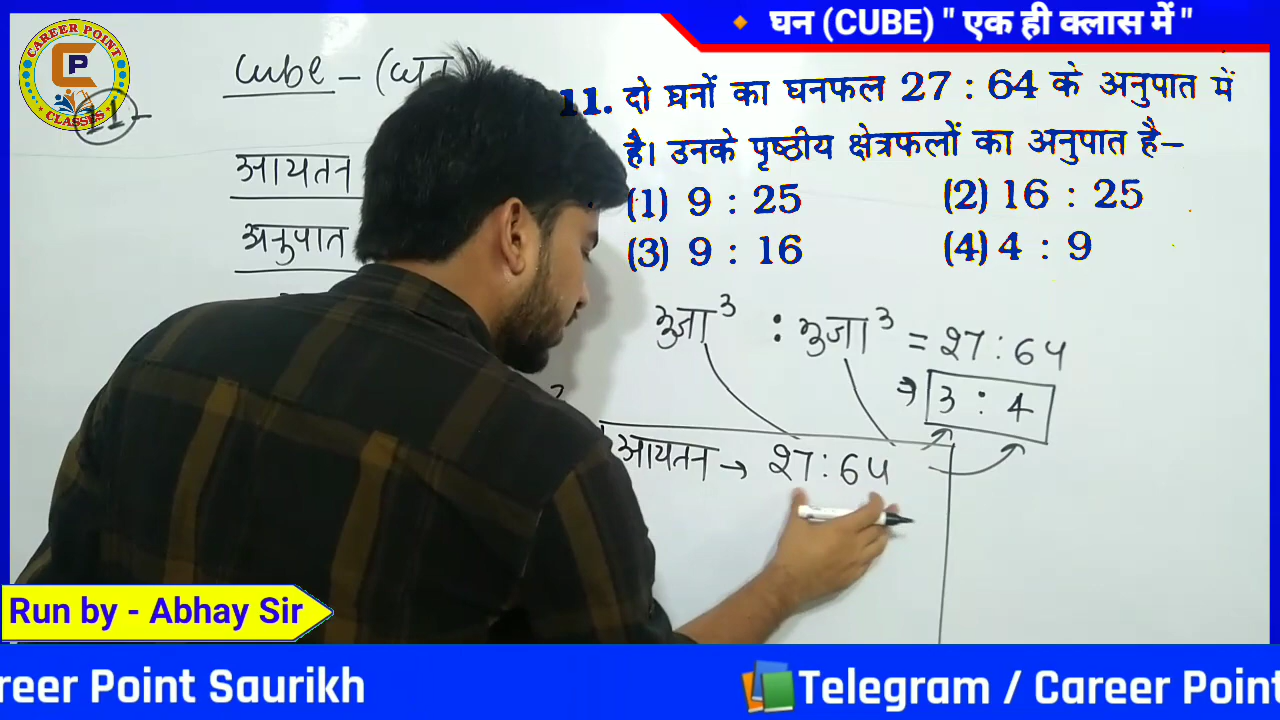 घन (CUBE) " एक ही क्लास में "
CAREER POINT
CP
CLASSES
Cube - (घन)
11-
आयतन
अनुपात
11. दो घनों का घनफल 27 : 64 के अनुपात में
है। उनके पृष्ठीय क्षेत्रफलों का अनुपात है–
(1) 9 : 25 (2) 16 : 25
(3) 9 : 16 (4) 4 : 9
भुजा³ : भुजा³ = 27:64
⇒ 3 : 4
आयतन → 27:64
Run by - Abhay Sir
reer Point Saurikh
Telegram / Career Point